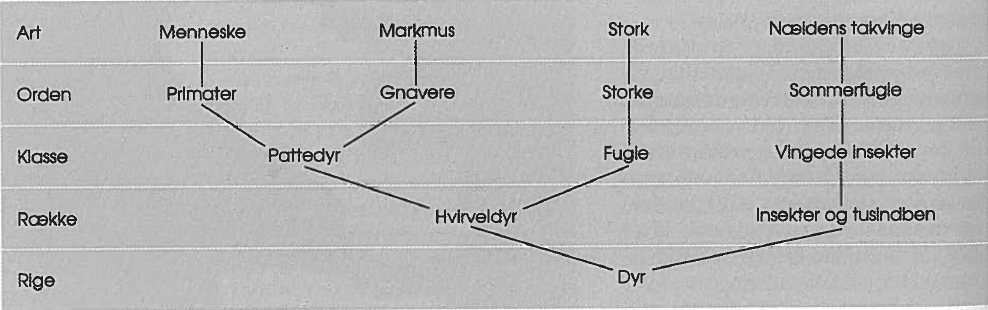 Art Menneske Markmus Stork Nældens takvinge
Orden Primater Gnavere Storke Sommerfugle
Klasse Pattedyr Fugle Vingede insekter
Række Hvirveldyr Insekter og tusindben
Rige Dyr